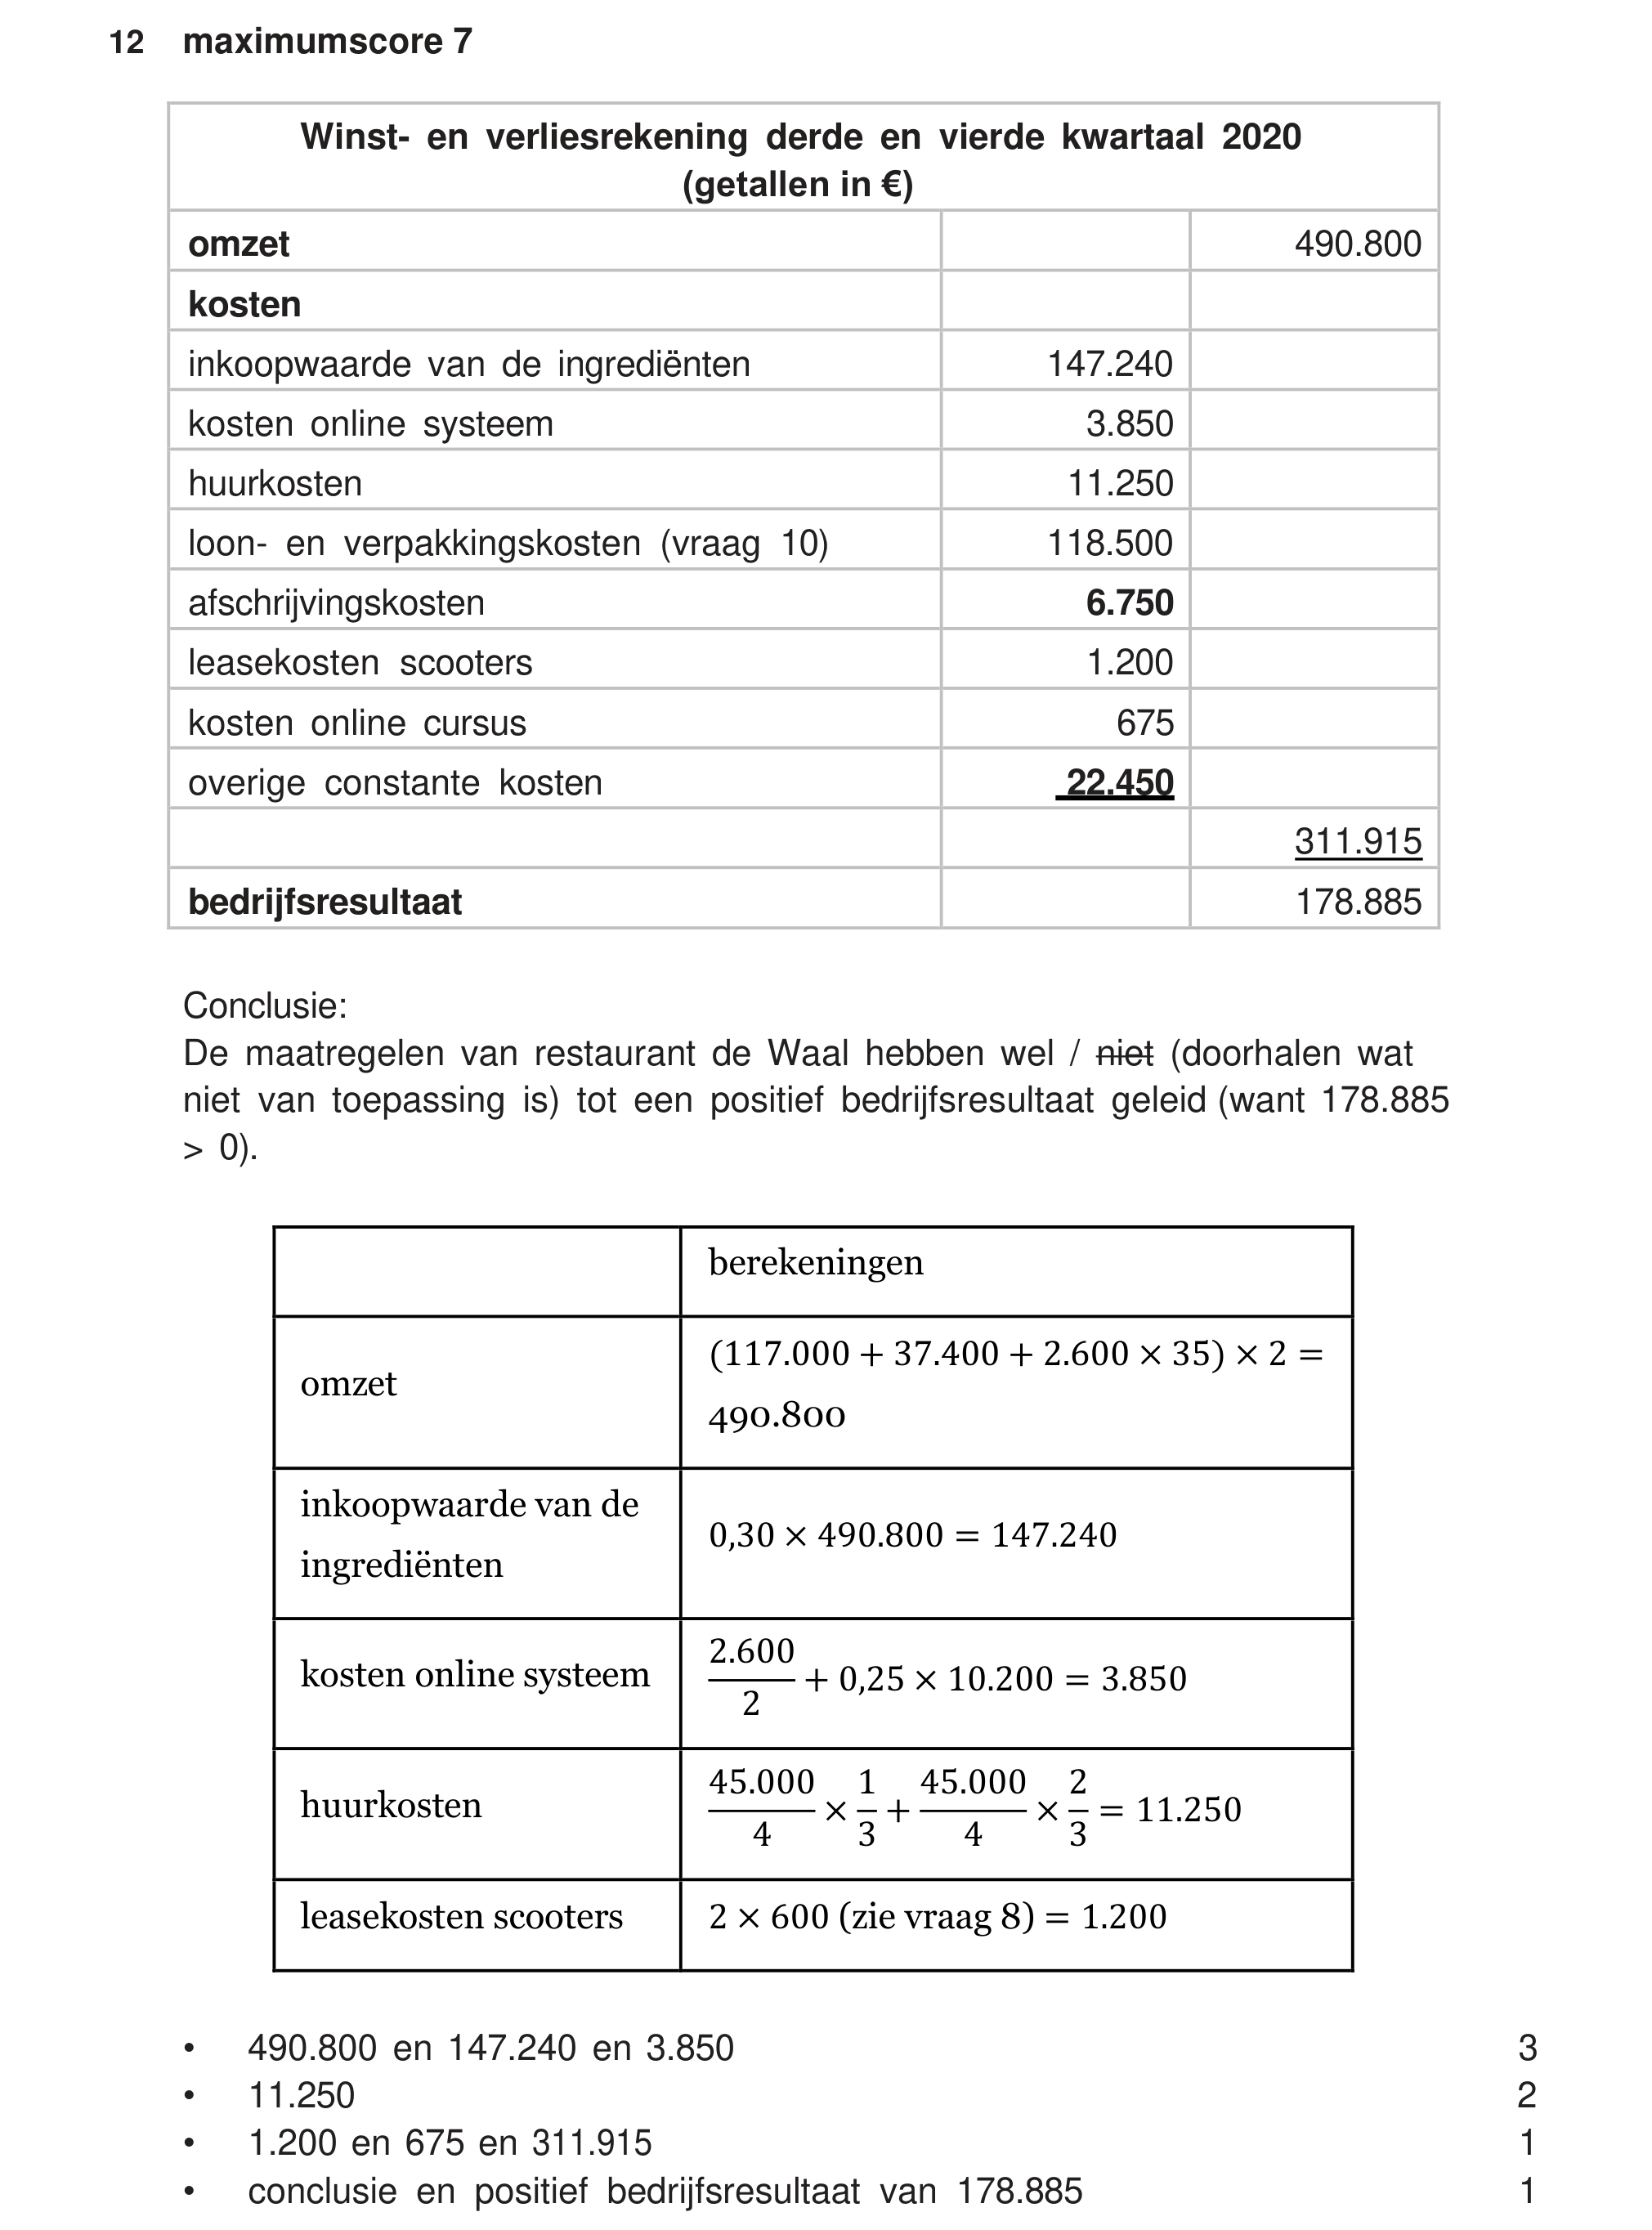 12 maximumscore 7
Winst- en verliesrekening derde en vierde kwartaal 2020
(getallen in €)
omzet 490.800
kosten
inkoopwaarde van de ingrediënten 147.240
kosten online systeem 3.850
huurkosten 11.250
loon- en verpakkingskosten (vraag 10) 118.500
afschrijvingskosten 6.750
leasekosten scooters 1.200
kosten online cursus 675
overige constante kosten 22.450
311.915
bedrijfsresultaat 178.885
Conclusie:
De maatregelen van restaurant de Waal hebben wel / niet (doorhalen wat
niet van toepassing is) tot een positief bedrijfsresultaat geleid (want 178.885
> 0).
berekeningen
omzet (117.000 + 37.400 + 2.600 × 35) × 2 =
490.800
inkoopwaarde van de
ingrediënten 0,30 × 490.800 = 147.240
kosten online systeem 2.600/2 + 0,25 × 10.200 = 3.850
huurkosten 45.000/4 × 1/3 + 45.000/4 × 2/3 = 11.250
leasekosten scooters 2 × 600 (zie vraag 8) = 1.200
• 490.800 en 147.240 en 3.850 3
• 11.250 2
• 1.200 en 675 en 311.915 1
• conclusie en positief bedrijfsresultaat van 178.885 1